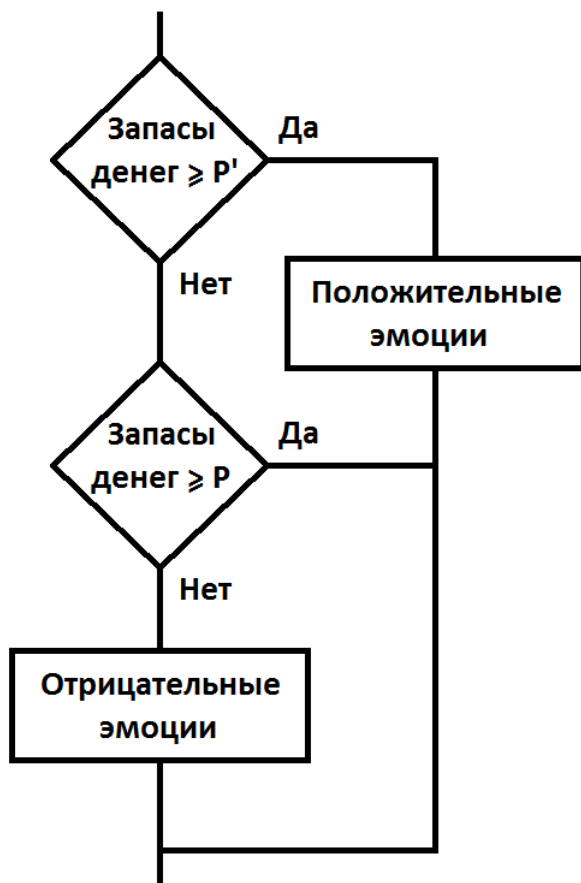 Запасы
денег ⩾ P'
Да
Нет
Положительные
эмоции
Запасы
денег ⩾ P
Да
Нет
Отрицательные
эмоции